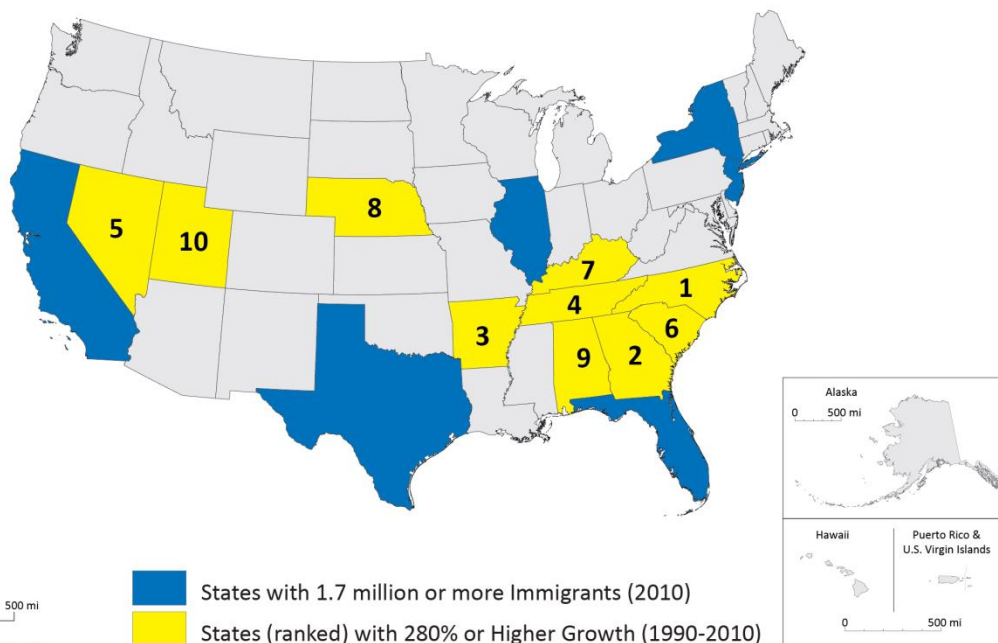 5
10
8
7
4
1
3
9
2
6
Alaska
0 500 mi
Hawaii
Puerto Rico &
U.S. Virgin Islands
0 500 mi
500 mi
States with 1.7 million or more Immigrants (2010)
States (ranked) with 280% or Higher Growth (1990-2010)